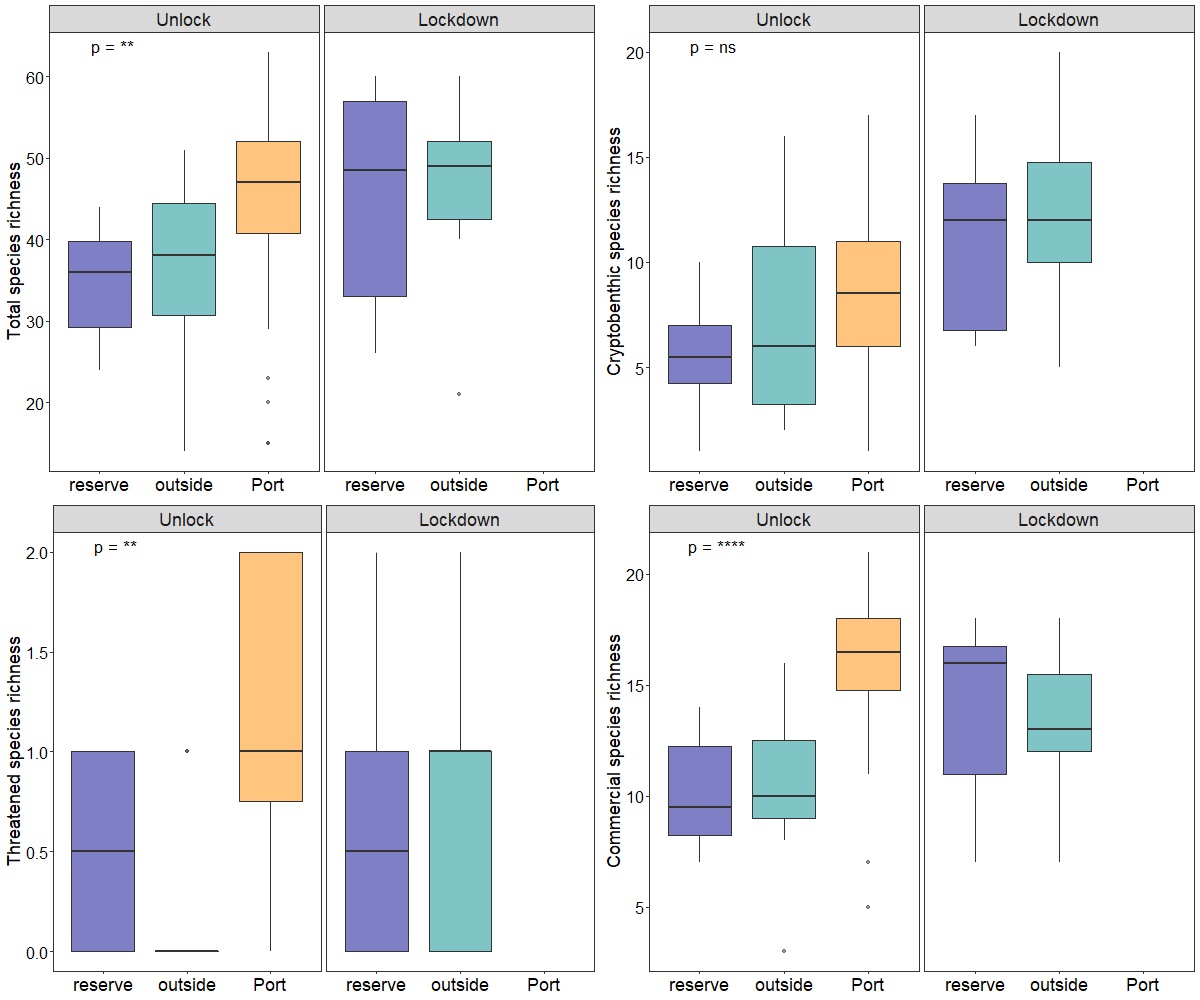 Unlock Lockdown
p = **
Total species richness
60
50
40
30
20
reserve outside Port reserve outside Port
Unlock Lockdown
p = ns
Cryptobenthic species richness
20
15
10
5
reserve outside Port reserve outside Port
Unlock Lockdown
p = **
Threatened species richness
2.0
1.5
1.0
0.5
0.0
reserve outside Port reserve outside Port
Unlock Lockdown
p = ****
Commercial species richness
20
15
10
5
reserve outside Port reserve outside Port